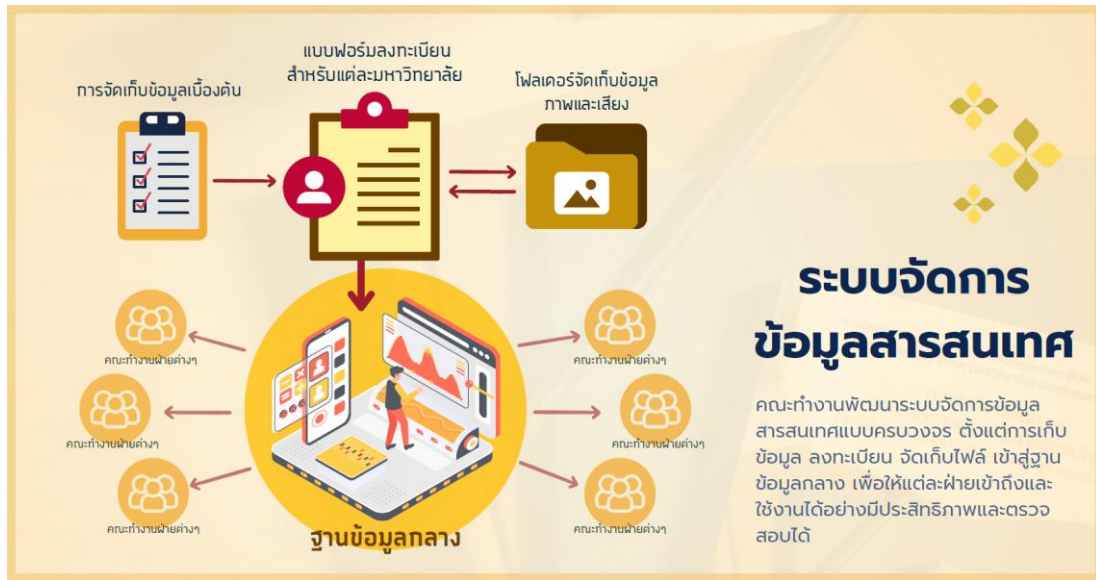 การจัดเก็บข้อมูลเบื้องต้น
แบบฟอร์มลงทะเบียน
สำหรับแต่ละมหาวิทยาลัย
โฟลเดอร์จัดเก็บข้อมูล
ภาพและเสียง
คณะทำงานฝ่ายต่างๆ
คณะทำงานฝ่ายต่างๆ
คณะทำงานฝ่ายต่างๆ
คณะทำงานฝ่ายต่างๆ
คณะทำงานฝ่ายต่างๆ
คณะทำงานฝ่ายต่างๆ
ฐานข้อมูลกลาง
ระบบจัดการ
ข้อมูลสารสนเทศ
คณะทำงานพัฒนาระบบจัดการข้อมูล
สารสนเทศแบบครบวงจร ตั้งแต่การเก็บ
ข้อมูล ลงทะเบียน จัดเก็บไฟล์ เข้าสู่ฐาน
ข้อมูลกลาง เพื่อให้แต่ละฝ่ายเข้าถึงและ
ใช้งานได้อย่างมีประสิทธิภาพและตรวจ
สอบได้